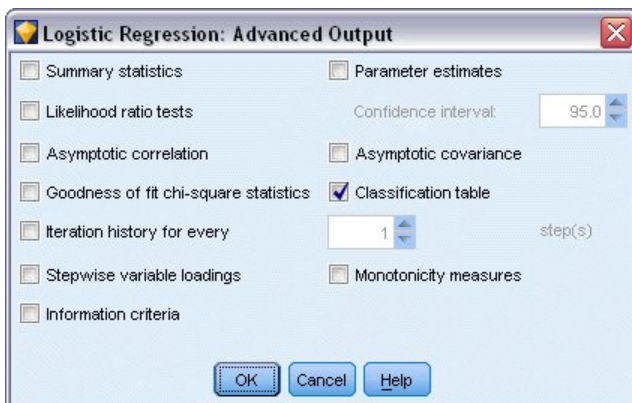 Logistic Regression: Advanced Output
Summary statistics
Parameter estimates
Likelihood ratio tests
Confidence interval: 95.0
Asymptotic correlation
Asymptotic covariance
Goodness of fit chi-square statistics
Classification table
Iteration history for every 1 step(s)
Stepwise variable loadings
Monotonicity measures
Information criteria
OK Cancel Help